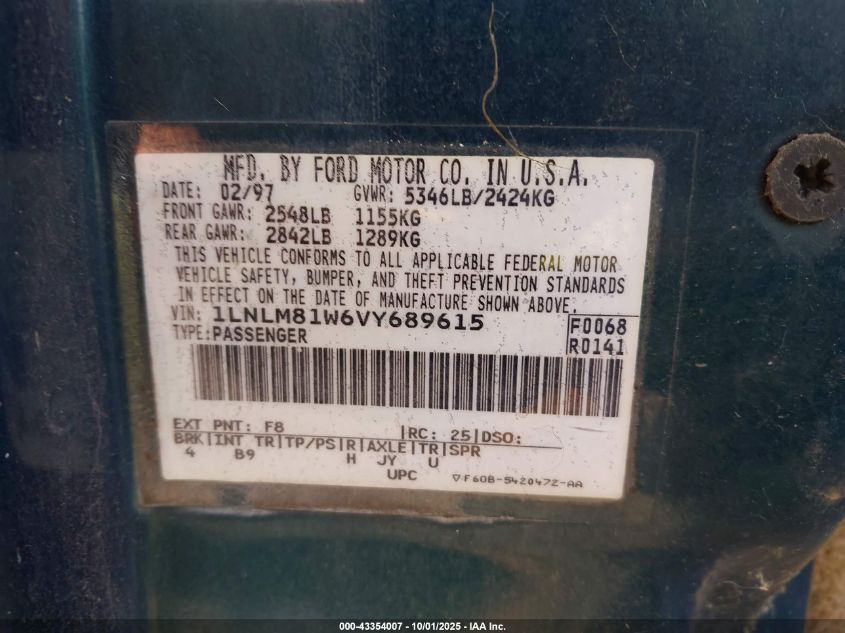 MFD. BY FORD MOTOR CO. IN U.S.A.
DATE: 02/97 GVWR: 5346LB/2424KG
FRONT GAWR: 2548LB 1155KG
REAR GAWR: 2842LB 1289KG
THIS VEHICLE CONFORMS TO ALL APPLICABLE FEDERAL MOTOR
VEHICLE SAFETY, BUMPER, AND THEFT PREVENTION STANDARDS
IN EFFECT ON THE DATE OF MANUFACTURE SHOWN ABOVE.
VIN: 1LNLM81W6VY689615 F0068
TYPE: PASSENGER R0141
EXT PNT: F8 |RC: 25|DSO:
BRK|INT TR|TP/PS|R|AXLE|TR|SPR
4 B9 H JY U
UPC ▽F60B-5420472-AA
000-43354007 - 10/01/2025 - IAA Inc.